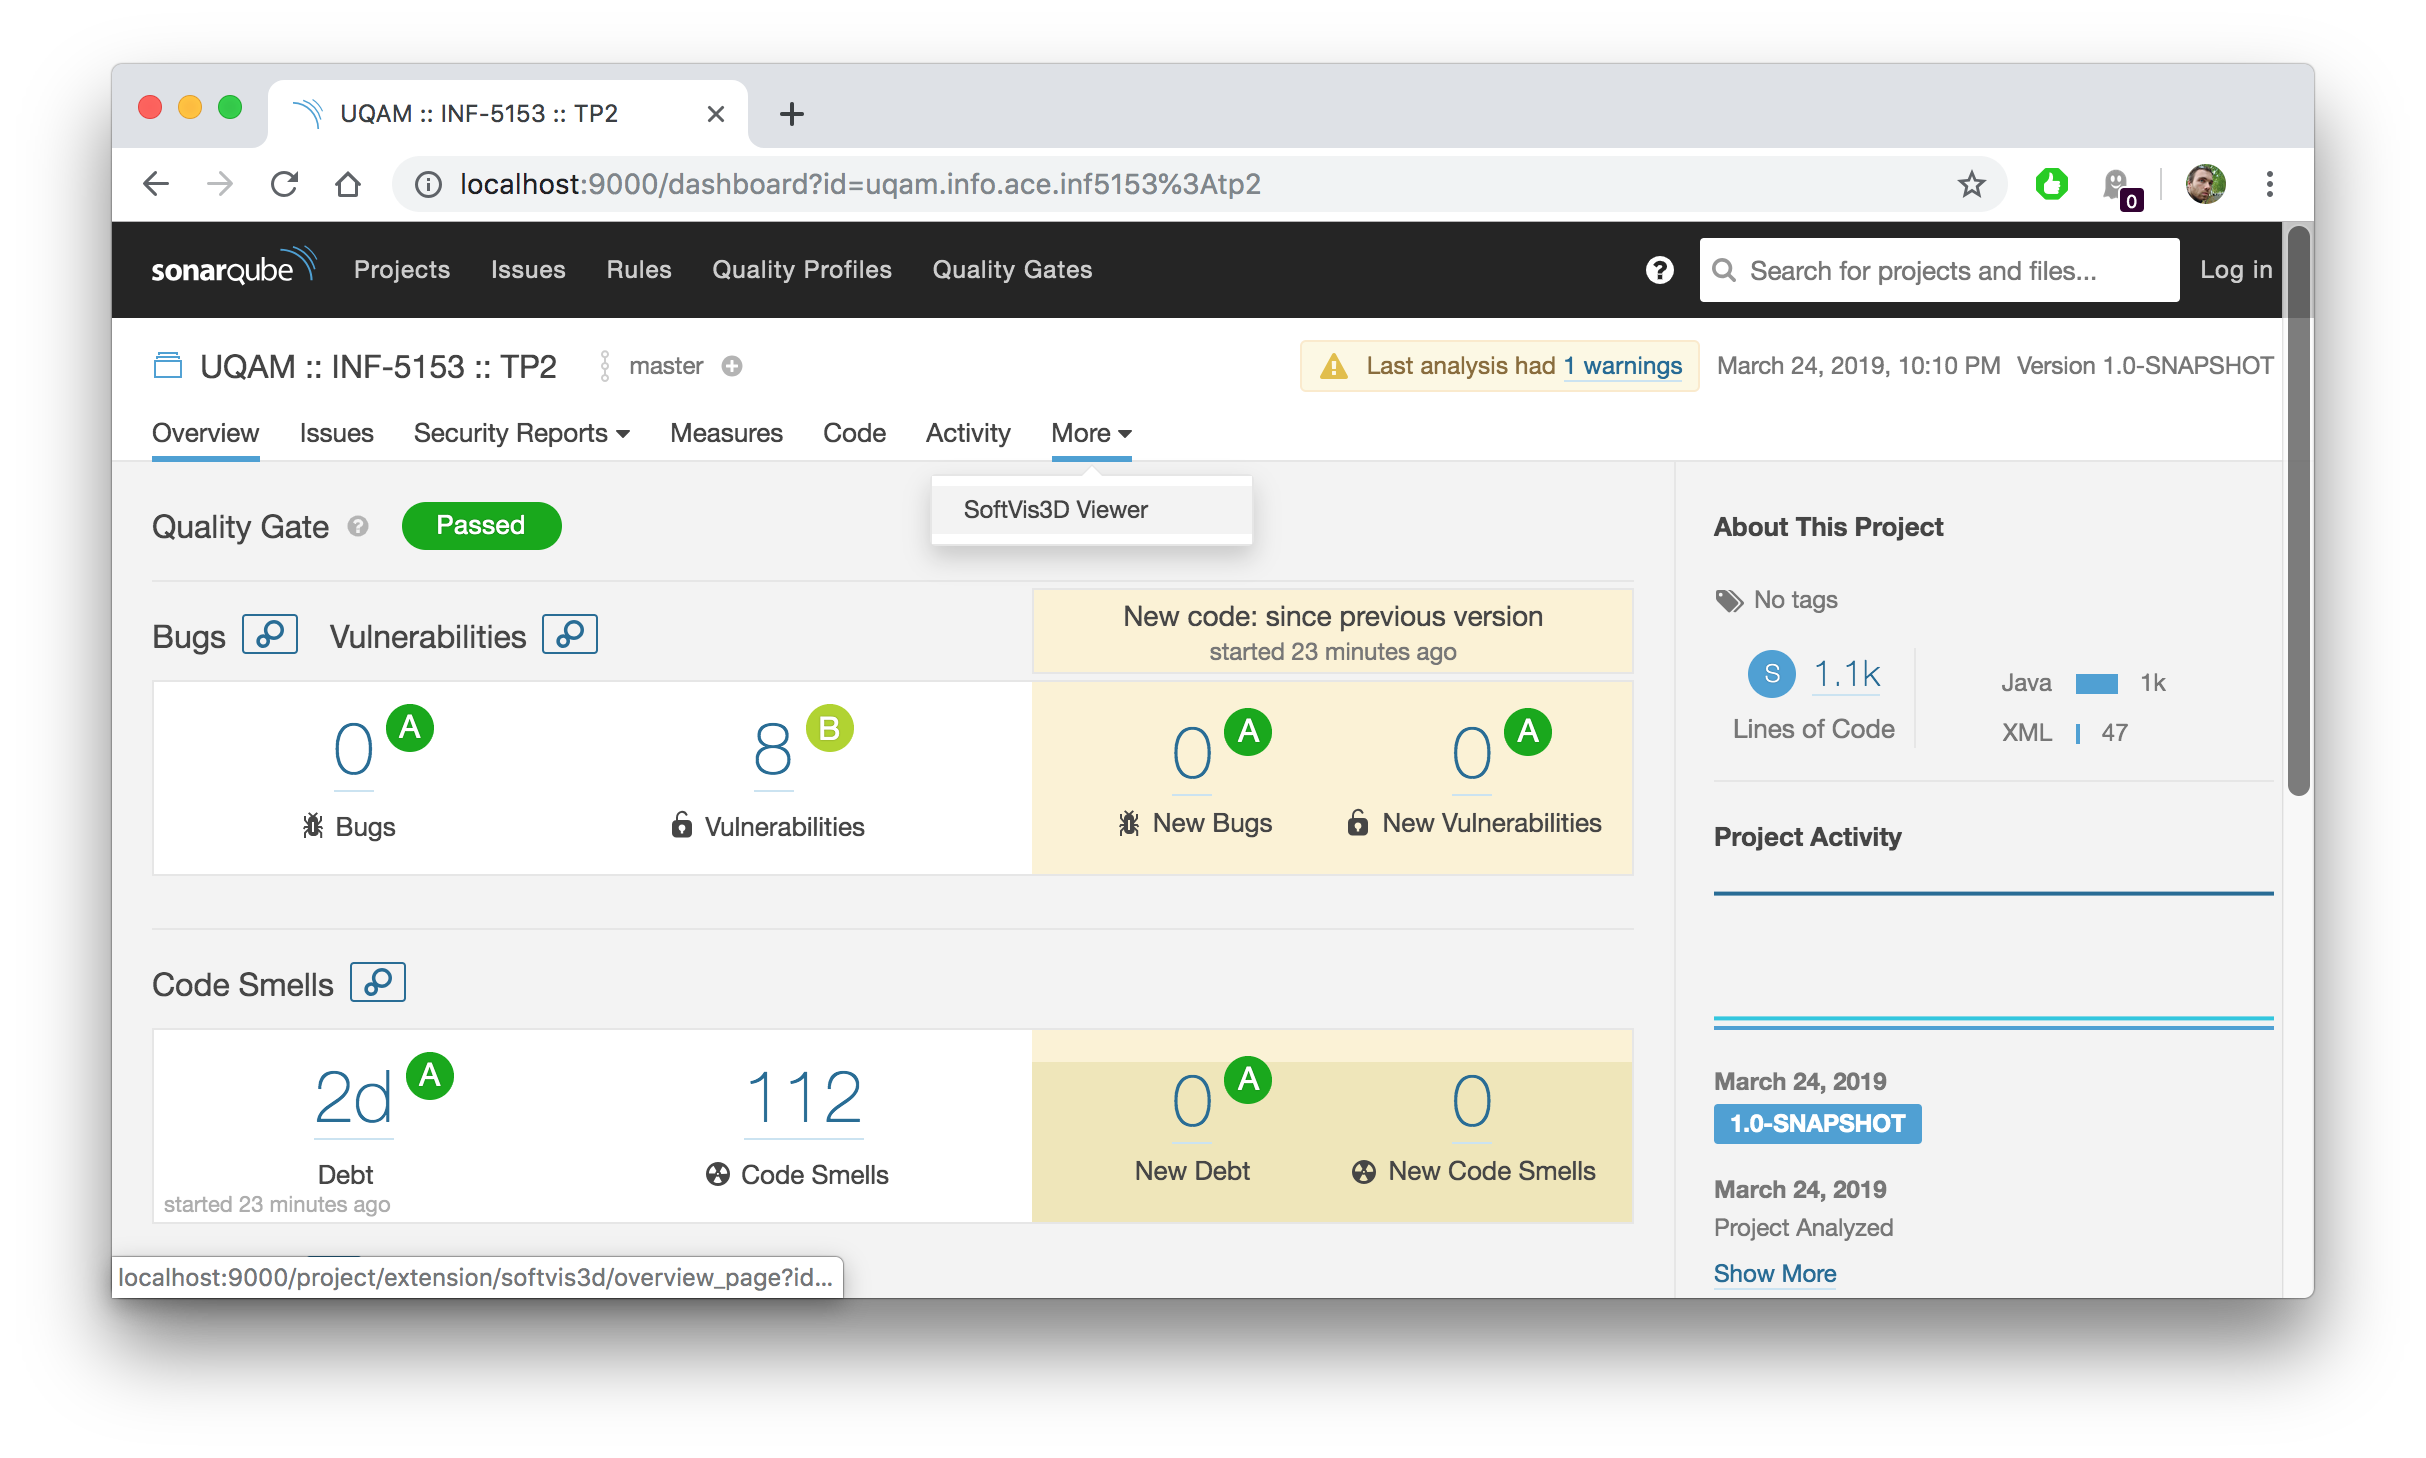 UQAM :: INF-5153 :: TP2
localhost:9000/dashboard?id=uqam.info.ace.inf5153%3Atp2
0
sonarqube Projects Issues Rules Quality Profiles Quality Gates
? Search for projects and files... Log in
UQAM :: INF-5153 :: TP2 master
Last analysis had 1 warnings March 24, 2019, 10:10 PM Version 1.0-SNAPSHOT
Overview Issues Security Reports Measures Code Activity More
SoftVis3D Viewer
Quality Gate ? Passed
Bugs Vulnerabilities
New code: since previous version
started 23 minutes ago
0 A
Bugs
8 B
Vulnerabilities
0 A
New Bugs
0 A
New Vulnerabilities
Code Smells
2d A
Debt
started 23 minutes ago
112
Code Smells
0 A
New Debt
0
New Code Smells
About This Project
No tags
S 1.1k
Lines of Code
Java 1k
XML 47
Project Activity
March 24, 2019
1.0-SNAPSHOT
March 24, 2019
Project Analyzed
Show More
localhost:9000/project/extension/softvis3d/overview_page?id...